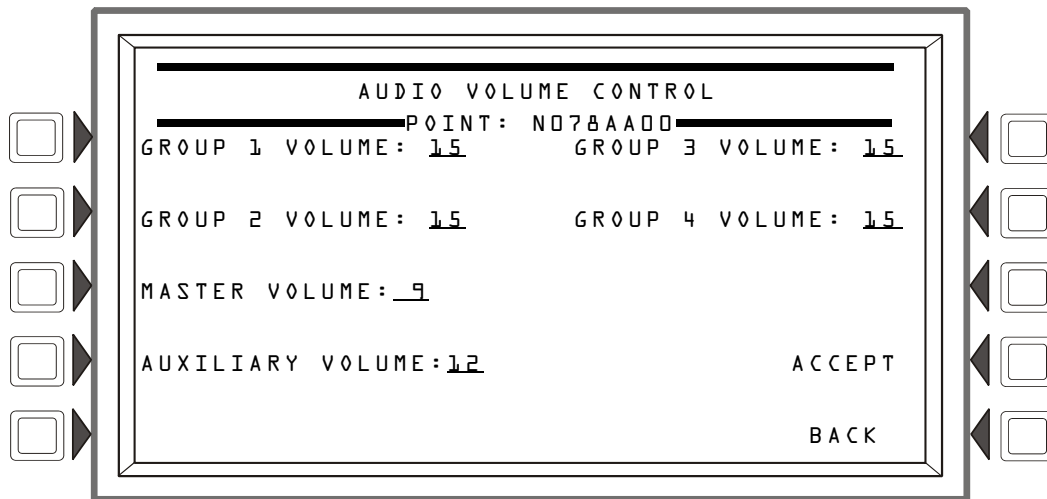 AUDIO VOLUME CONTROL
POINT: N078AA00
GROUP 1 VOLUME: 15 GROUP 3 VOLUME: 15
GROUP 2 VOLUME: 15 GROUP 4 VOLUME: 15
MASTER VOLUME: 9
AUXILIARY VOLUME:12 ACCEPT
BACK